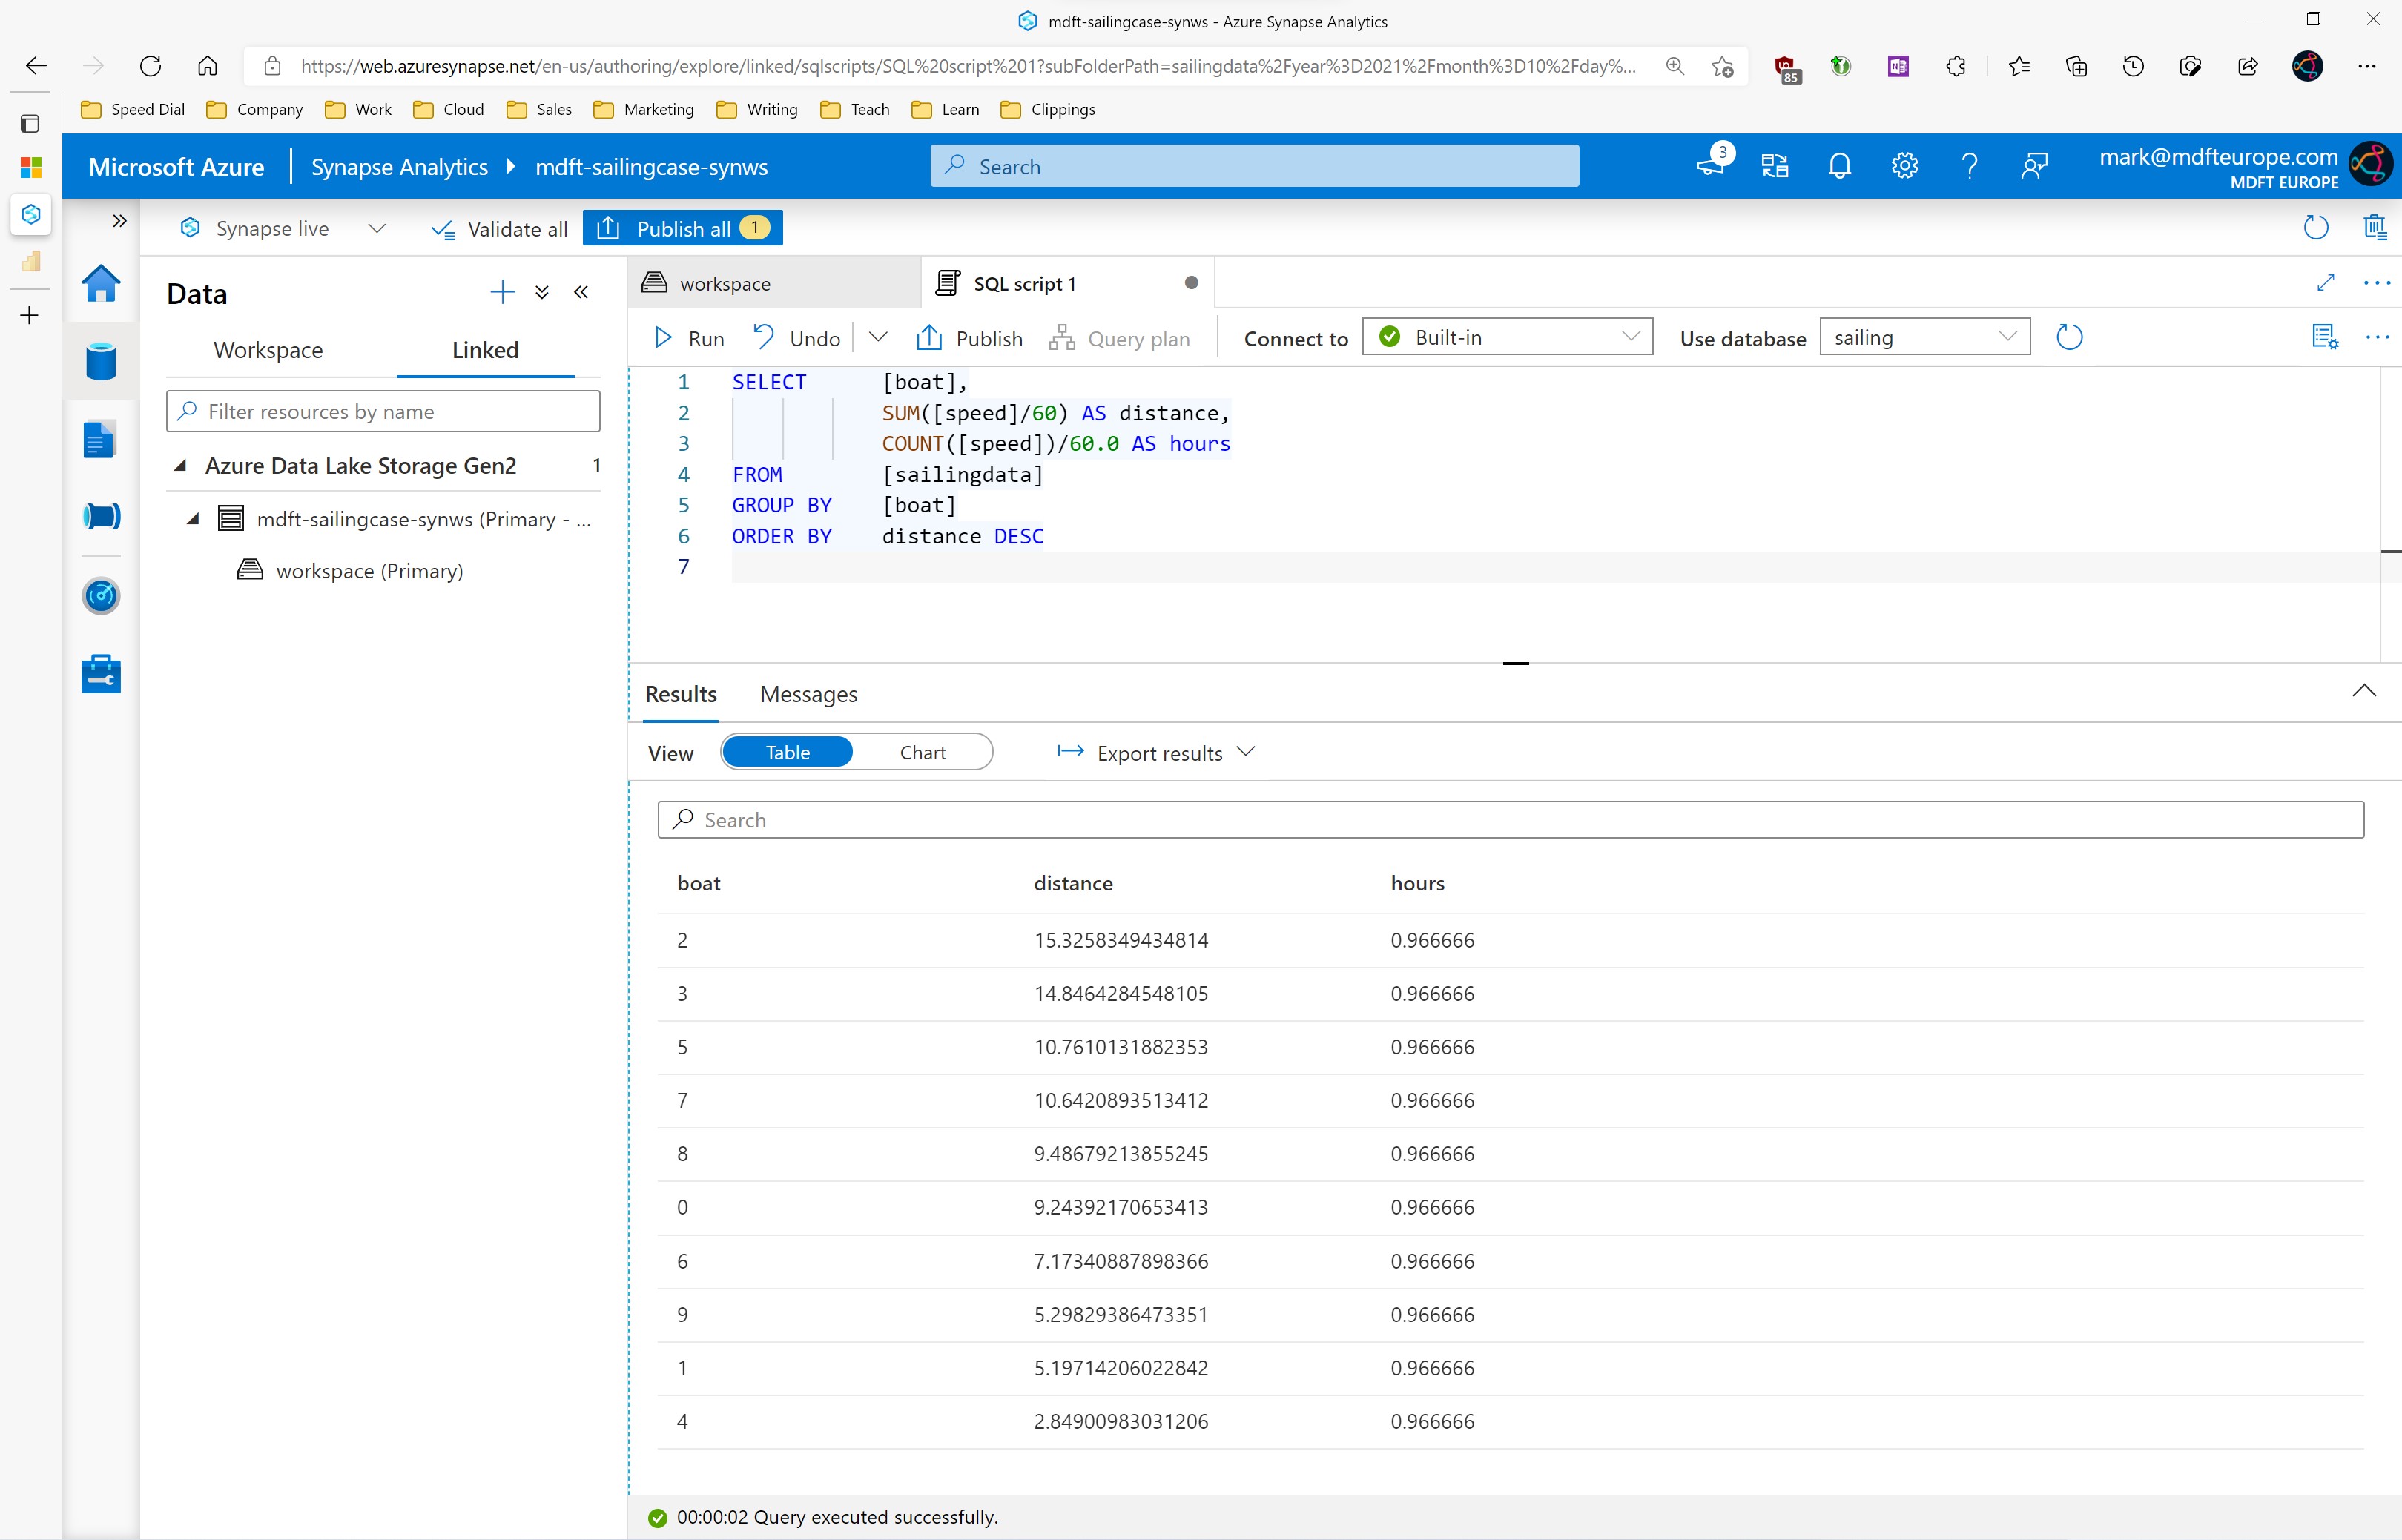 mdft-sailingcase-synws - Azure Synapse Analytics
https://web.azuresynapse.net/en-us/authoring/explore/linked/sqlscripts/SQL%20script%201?subFolderPath=sailingdata%2Fyear%3D2021%2Fmonth%3D10%2Fday%...
85
Speed Dial Company Work Cloud Sales Marketing Writing Teach Learn Clippings
Microsoft Azure Synapse Analytics mdft-sailingcase-synws Search 3 mark@mdfteurope.com
MDFT EUROPE
Synapse live Validate all Publish all 1
Data
Workspace Linked
Filter resources by name
Azure Data Lake Storage Gen2 1
mdft-sailingcase-synws (Primary - ...
workspace (Primary)
workspace SQL script 1
Run Undo Publish Query plan Connect to Built-in Use database sailing
1 SELECT [boat],
2 SUM([speed]/60) AS distance,
3 COUNT([speed])/60.0 AS hours
4 FROM [sailingdata]
5 GROUP BY [boat]
6 ORDER BY distance DESC
7
Results Messages
View Table Chart Export results
Search
boat distance hours
2 15.3258349434814 0.966666
3 14.8464284548105 0.966666
5 10.7610131882353 0.966666
7 10.6420893513412 0.966666
8 9.48679213855245 0.966666
0 9.24392170653413 0.966666
6 7.17340887898366 0.966666
9 5.29829386473351 0.966666
1 5.19714206022842 0.966666
4 2.84900983031206 0.966666
00:00:02 Query executed successfully.